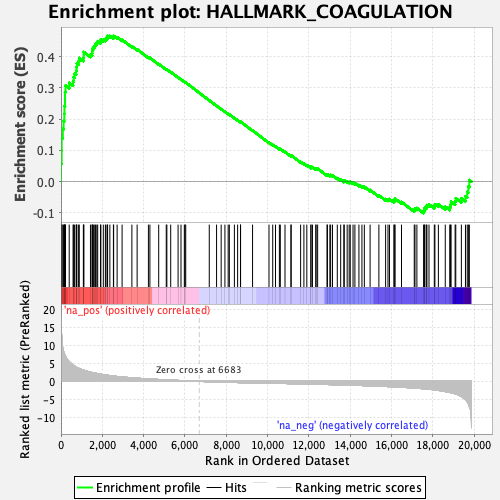 Enrichment plot: HALLMARK_COAGULATION
Enrichment score (ES)
0.4
0.3
0.2
0.1
0.0
-0.1
'na_pos' (positively correlated)
Ranked list metric (PreRanked)
20
15
10
5
0
-5
-10
Zero cross at 6683
'na_neg' (negatively correlated)
0
2,000
4,000
6,000
8,000
10,000
12,000
14,000
16,000
18,000
20,000
Rank in Ordered Dataset
Enrichment profile
Hits
Ranking metric scores